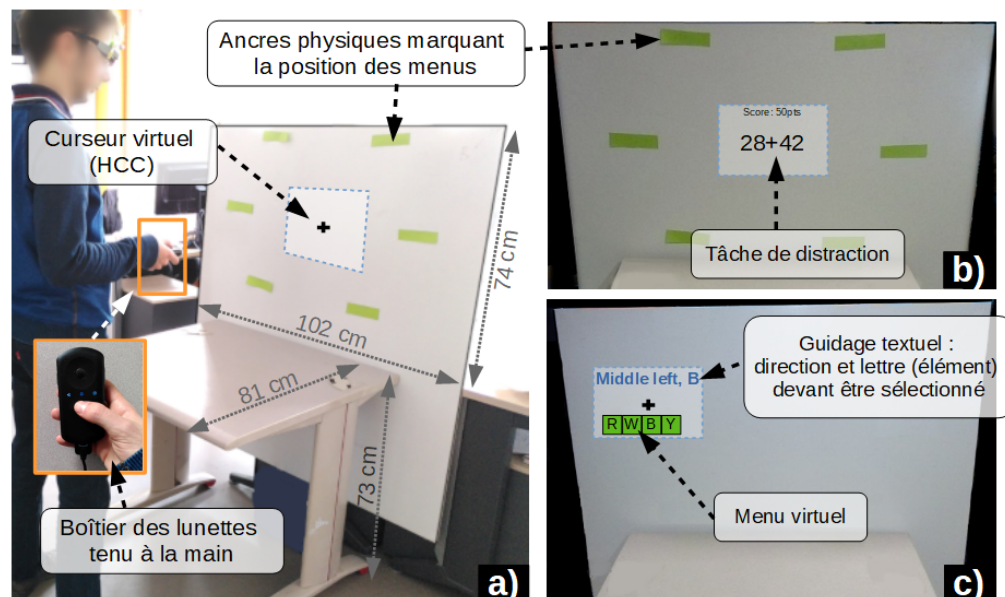 Ancres physiques marquant
la position des menus
Curseur virtuel
(HCC)
74 cm
102 cm
81 cm
73 cm
Boîtier des lunettes
tenu à la main
a)
Score: 50pts
28+42
Tâche de distraction
b)
Guidage textuel :
direction et lettre (élément)
devant être sélectionné
Middle left, B
R W B Y
Menu virtuel
c)